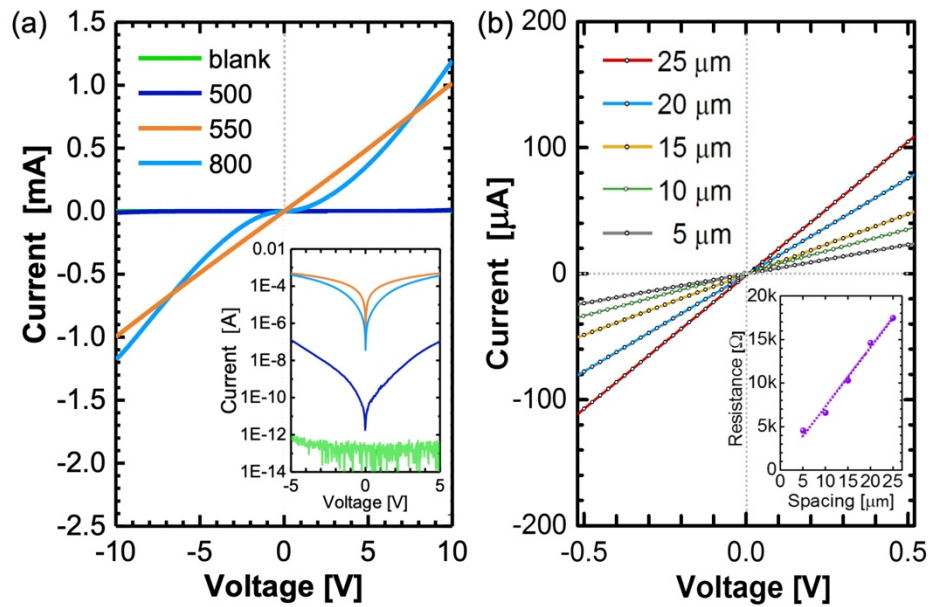 (a)
1.5
1.0
0.5
0.0
-0.5
-1.0
-1.5
-2.0
-2.5
Current [mA]
blank
500
550
800
-10
-5
0
5
10
Voltage [V]
0.01
1E-4
1E-6
1E-8
1E-10
1E-12
1E-14
Current [A]
-5
0
5
Voltage [V]
(b)
200
100
0
-100
-200
Current [μA]
25 μm
20 μm
15 μm
10 μm
5 μm
-0.5
0.0
0.5
Voltage [V]
20k
15k
10k
5k
0
Resistance [Ω]
0 5 10 15 20 25
Spacing [μm]